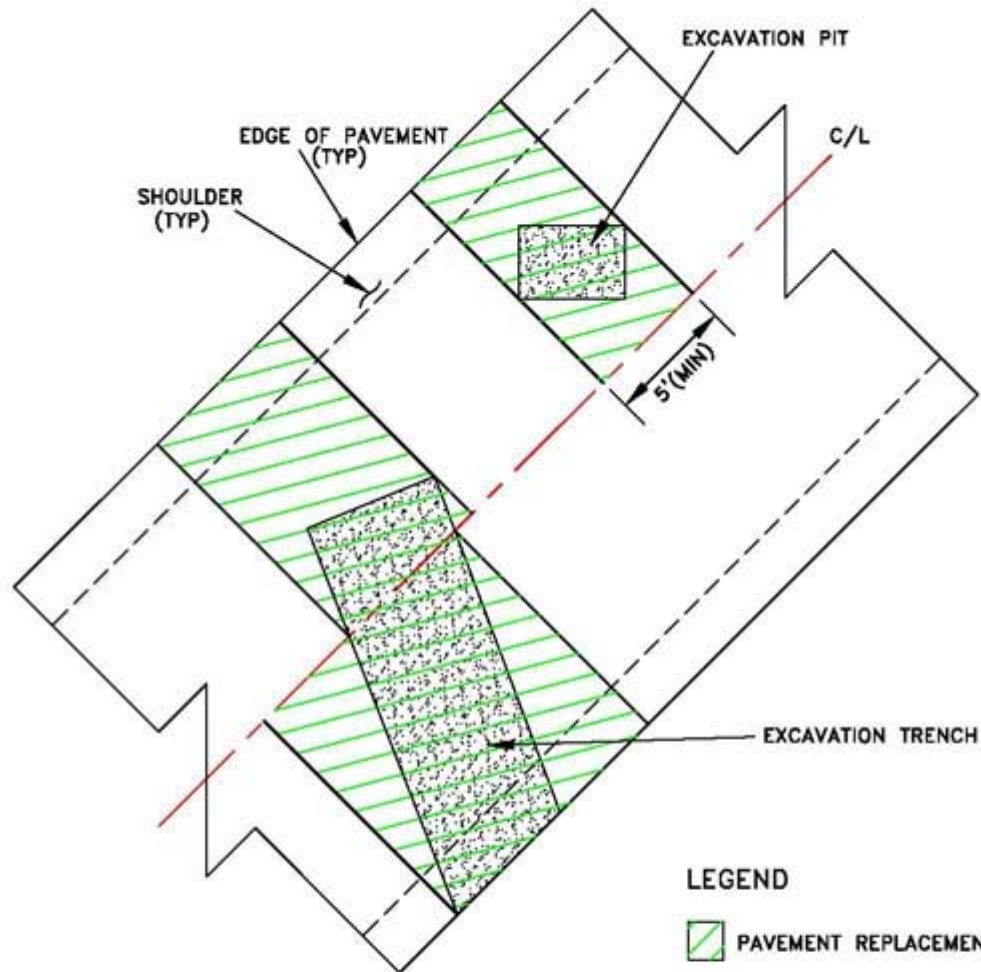 EXCAVATION PIT
EDGE OF PAVEMENT
(TYP)
C/L
SHOULDER
(TYP)
5'(MIN)
EXCAVATION TRENCH
LEGEND
PAVEMENT REPLACEMEN